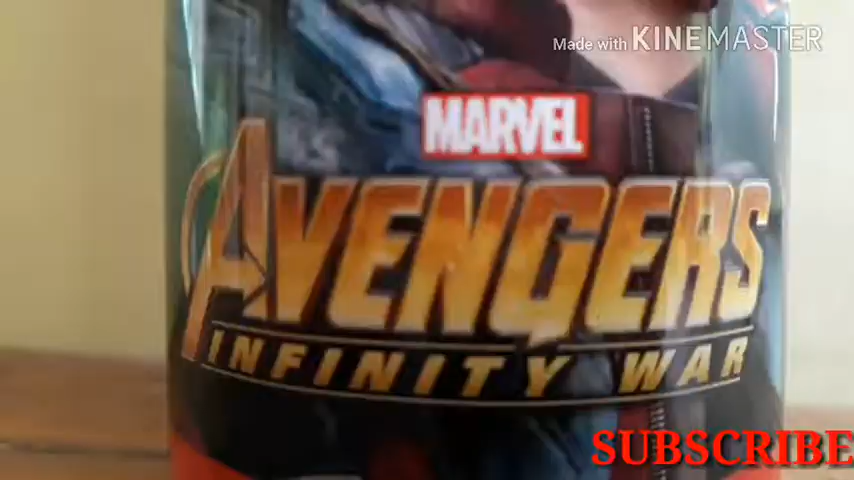 Made with KINEMASTER
MARVEL
AVENGERS
INFINITY WAR
SUBSCRIBE